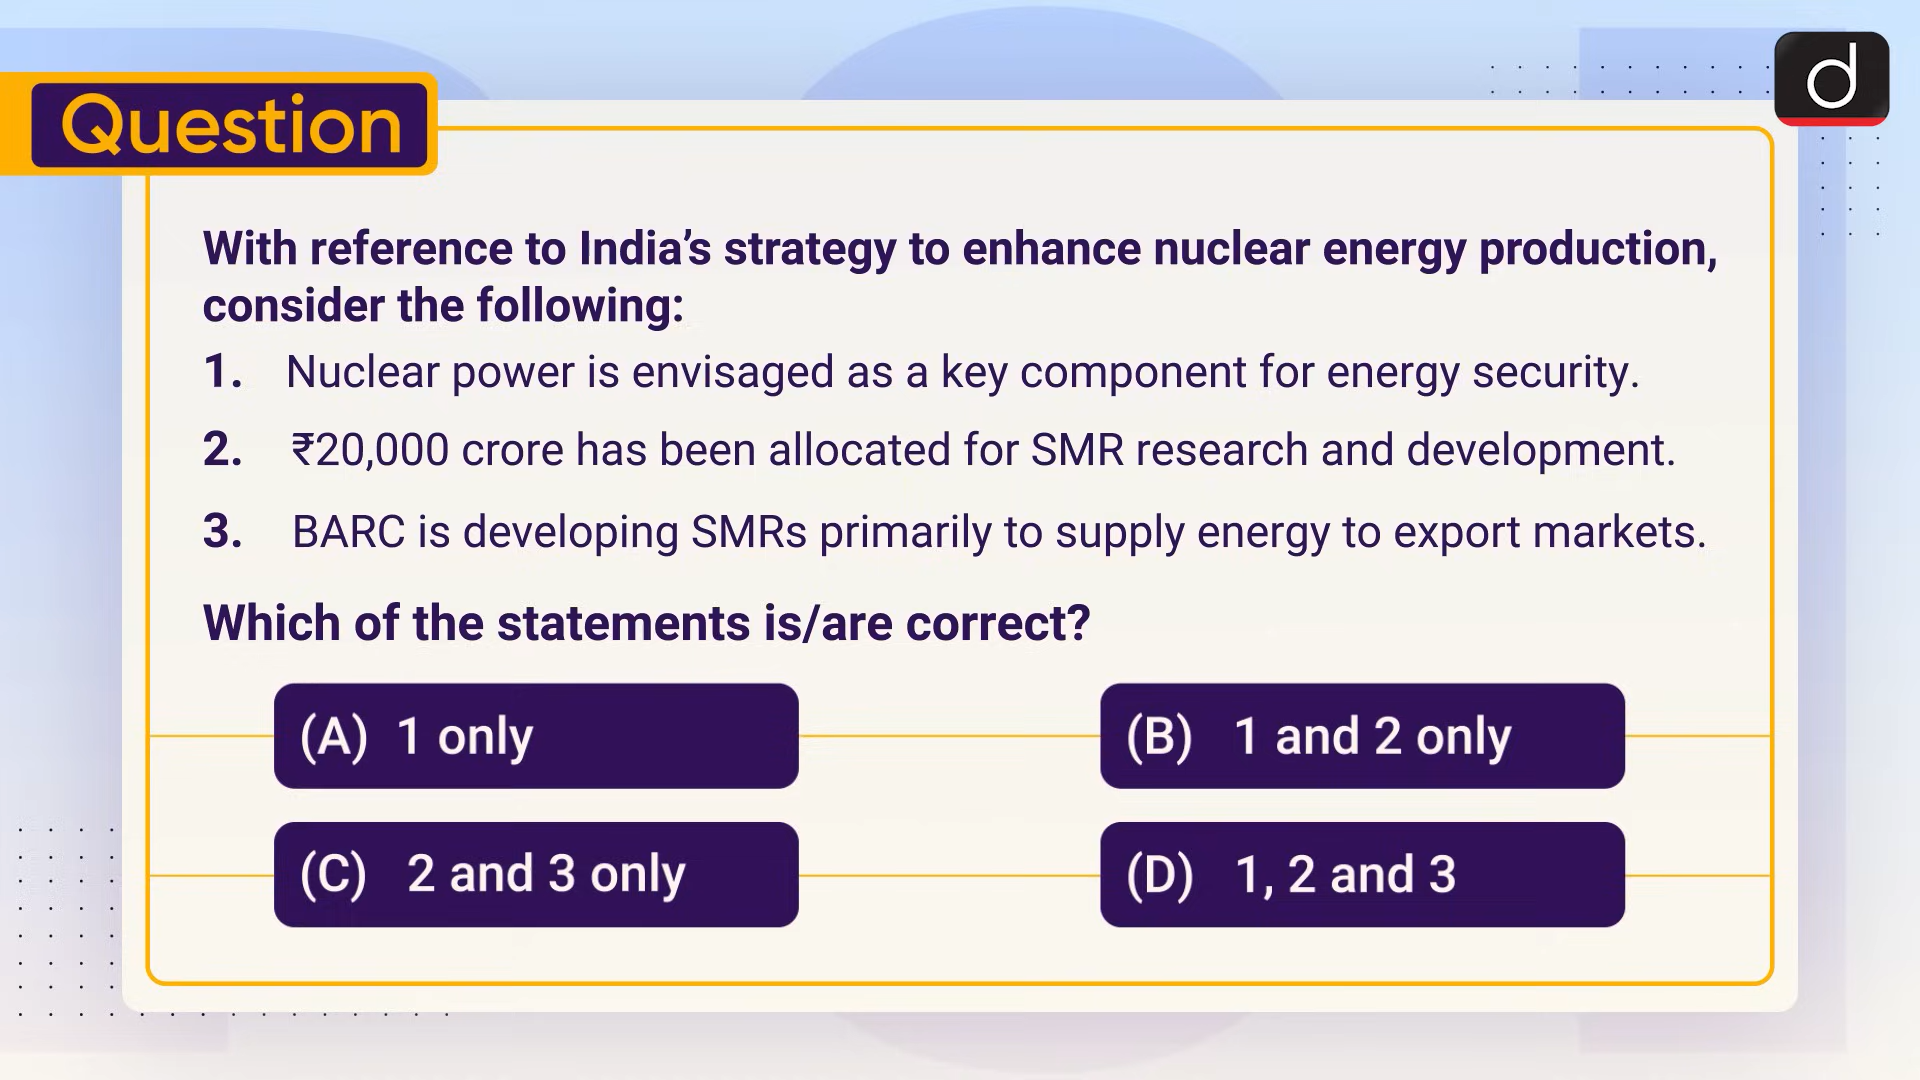 Question
d
With reference to India’s strategy to enhance nuclear energy production,
consider the following:
1. Nuclear power is envisaged as a key component for energy security.
2. ₹20,000 crore has been allocated for SMR research and development.
3. BARC is developing SMRs primarily to supply energy to export markets.
Which of the statements is/are correct?
(A) 1 only
(B) 1 and 2 only
(C) 2 and 3 only
(D) 1, 2 and 3